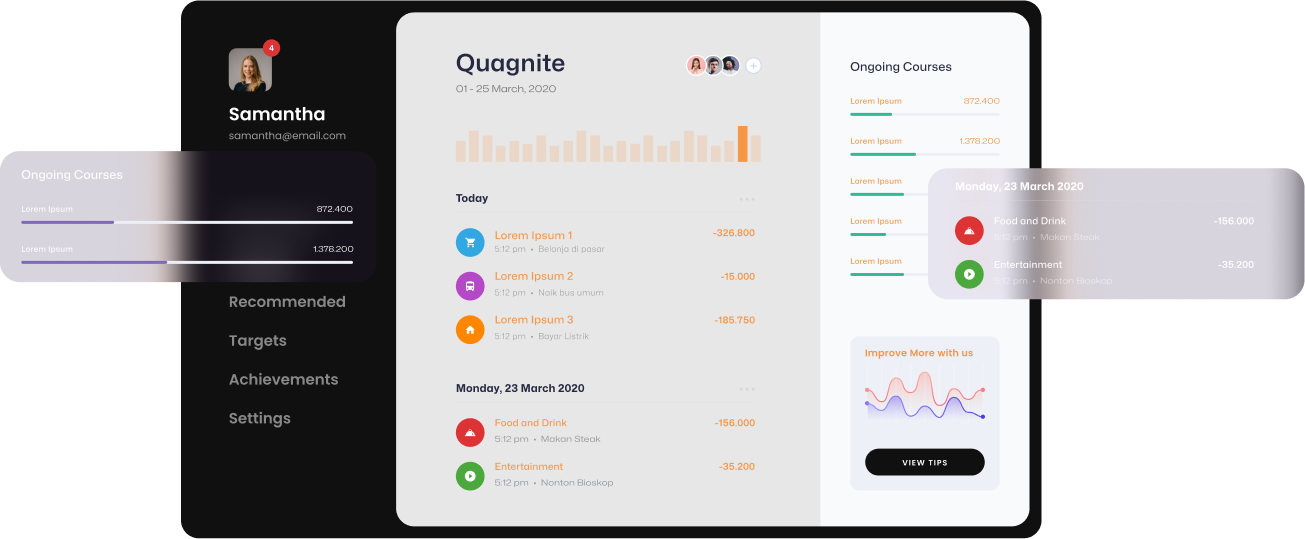 4
Samantha
samantha@email.com
Ongoing Courses
Lorem Ipsum 872.400
Lorem Ipsum 1.378.200
Recommended
Targets
Achievements
Settings
Quagnite
01 - 25 March, 2020
Today
Lorem Ipsum 1 -326.800
5:12 pm • Belanja di pasar
Lorem Ipsum 2 -15.000
5:12 pm • Naik bus umum
Lorem Ipsum 3 -185.750
5:12 pm • Bayar Listrik
Monday, 23 March 2020
Food and Drink -156.000
5:12 pm • Makan Steak
Entertainment -35.200
5:12 pm • Nonton Bioskop
Ongoing Courses
Lorem Ipsum 872.400
Lorem Ipsum 1.378.200
Lorem Ipsum
Lorem Ipsum
Lorem Ipsum
Monday, 23 March 2020
Food and Drink -156.000
5:12 pm • Makan Steak
Entertainment -35.200
5:12 pm • Nonton Bioskop
Improve More with us
VIEW TIPS